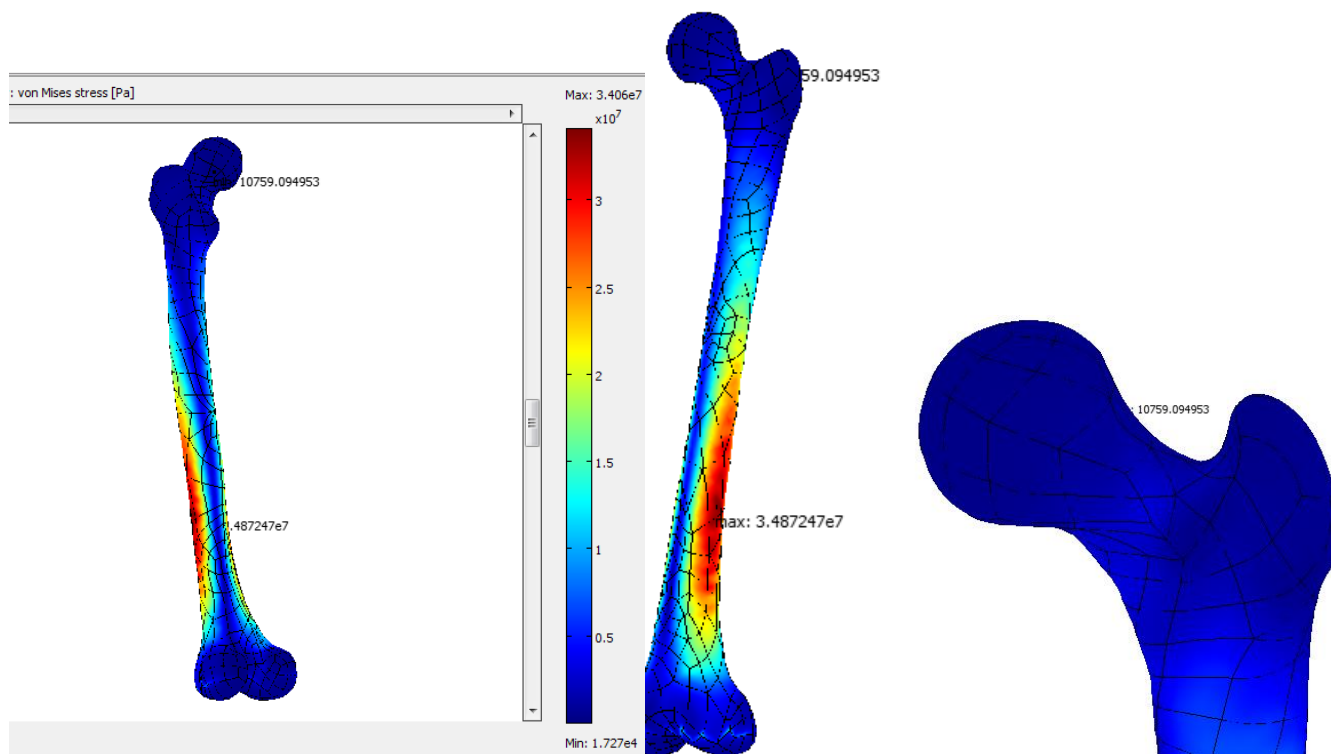 : von Mises stress [Pa]
Max: 3.406e7
x10^7
3
2.5
2
1.5
1
0.5
Min: 1.727e4
10759.094953
.487247e7
59.094953
max: 3.487247e7
: 10759.094953